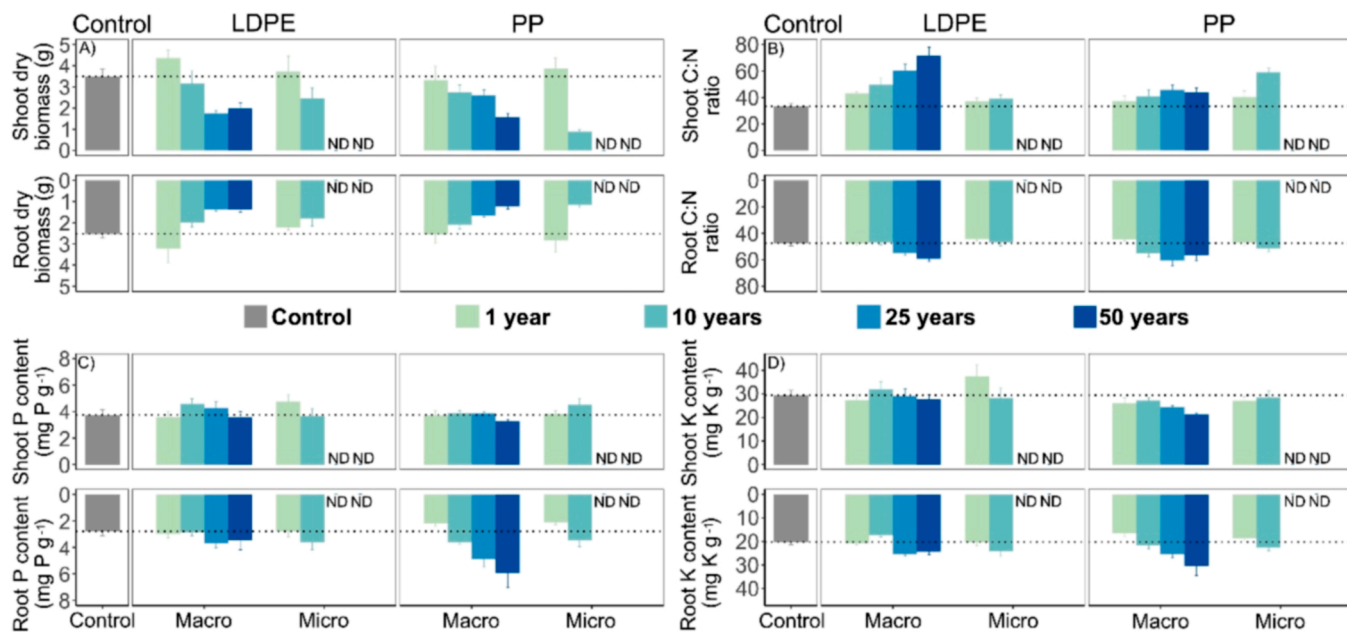 Control LDPE PP Control LDPE PP
A)
Shoot dry
biomass (g)
5
4
3
2
1
0
ND ND
ND ND
B)
Shoot C:N
ratio
80
60
40
20
0
ND ND
ND ND
Root dry
biomass (g)
0
1
2
3
4
5
ND ND
ND ND
Root C:N
ratio
0
20
40
60
80
ND ND
ND ND
Control 1 year 10 years 25 years 50 years
C)
Shoot P content
(mg P g⁻¹)
8
6
4
2
0
ND ND
ND ND
D)
Shoot K content
(mg K g⁻¹)
40
30
20
10
0
ND ND
ND ND
Root P content
(mg P g⁻¹)
0
2
4
6
8
ND ND
ND ND
Root K content
(mg K g⁻¹)
0
10
20
30
40
ND ND
ND ND
Control Macro Micro Macro Micro Control Macro Micro Macro Micro